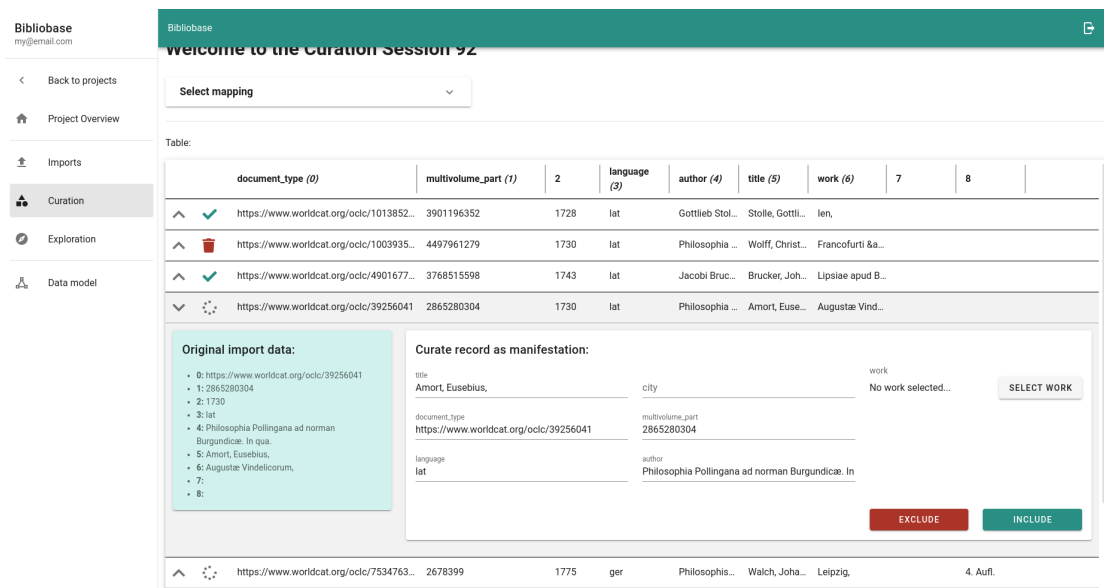 Bibliobase
my@email.com
Bibliobase
Back to projects
Project Overview
Imports
Curation
Exploration
Data model
Welcome to the Curation Session 92
Select mapping
Table:
document_type (0) multivolume_part (1) 2 language (3) author (4) title (5) work (6) 7 8
https://www.worldcat.org/oclc/1013852... 3901196352 1728 lat Gottlieb Stol... Stolle, Gottli... len,
https://www.worldcat.org/oclc/1003935... 4497961279 1730 lat Philosophia ... Wolff, Christ... Francofurti &a...
https://www.worldcat.org/oclc/4901677... 3768515598 1743 lat Jacobi Bruc... Brucker, Joh... Lipsiae apud B...
https://www.worldcat.org/oclc/39256041 2865280304 1730 lat Philosophia ... Amort, Euse... Augustæ Vind...
Original import data:
0: https://www.worldcat.org/oclc/39256041
1: 2865280304
2: 1730
3: lat
4: Philosophia Pollingana ad norman
Burgundicæ. In qua.
5: Amort, Eusebius,
6: Augustæ Vindelicorum,
7:
8:
Curate record as manifestation:
title
Amort, Eusebius,
city
work
No work selected...
SELECT WORK
document_type
https://www.worldcat.org/oclc/39256041
multivolume_part
2865280304
language
lat
author
Philosophia Pollingana ad norman Burgundicæ. In
EXCLUDE
INCLUDE
https://www.worldcat.org/oclc/7534763... 2678399 1775 ger Philosophis... Walch, Joha... Leipzig, 4. Aufl.